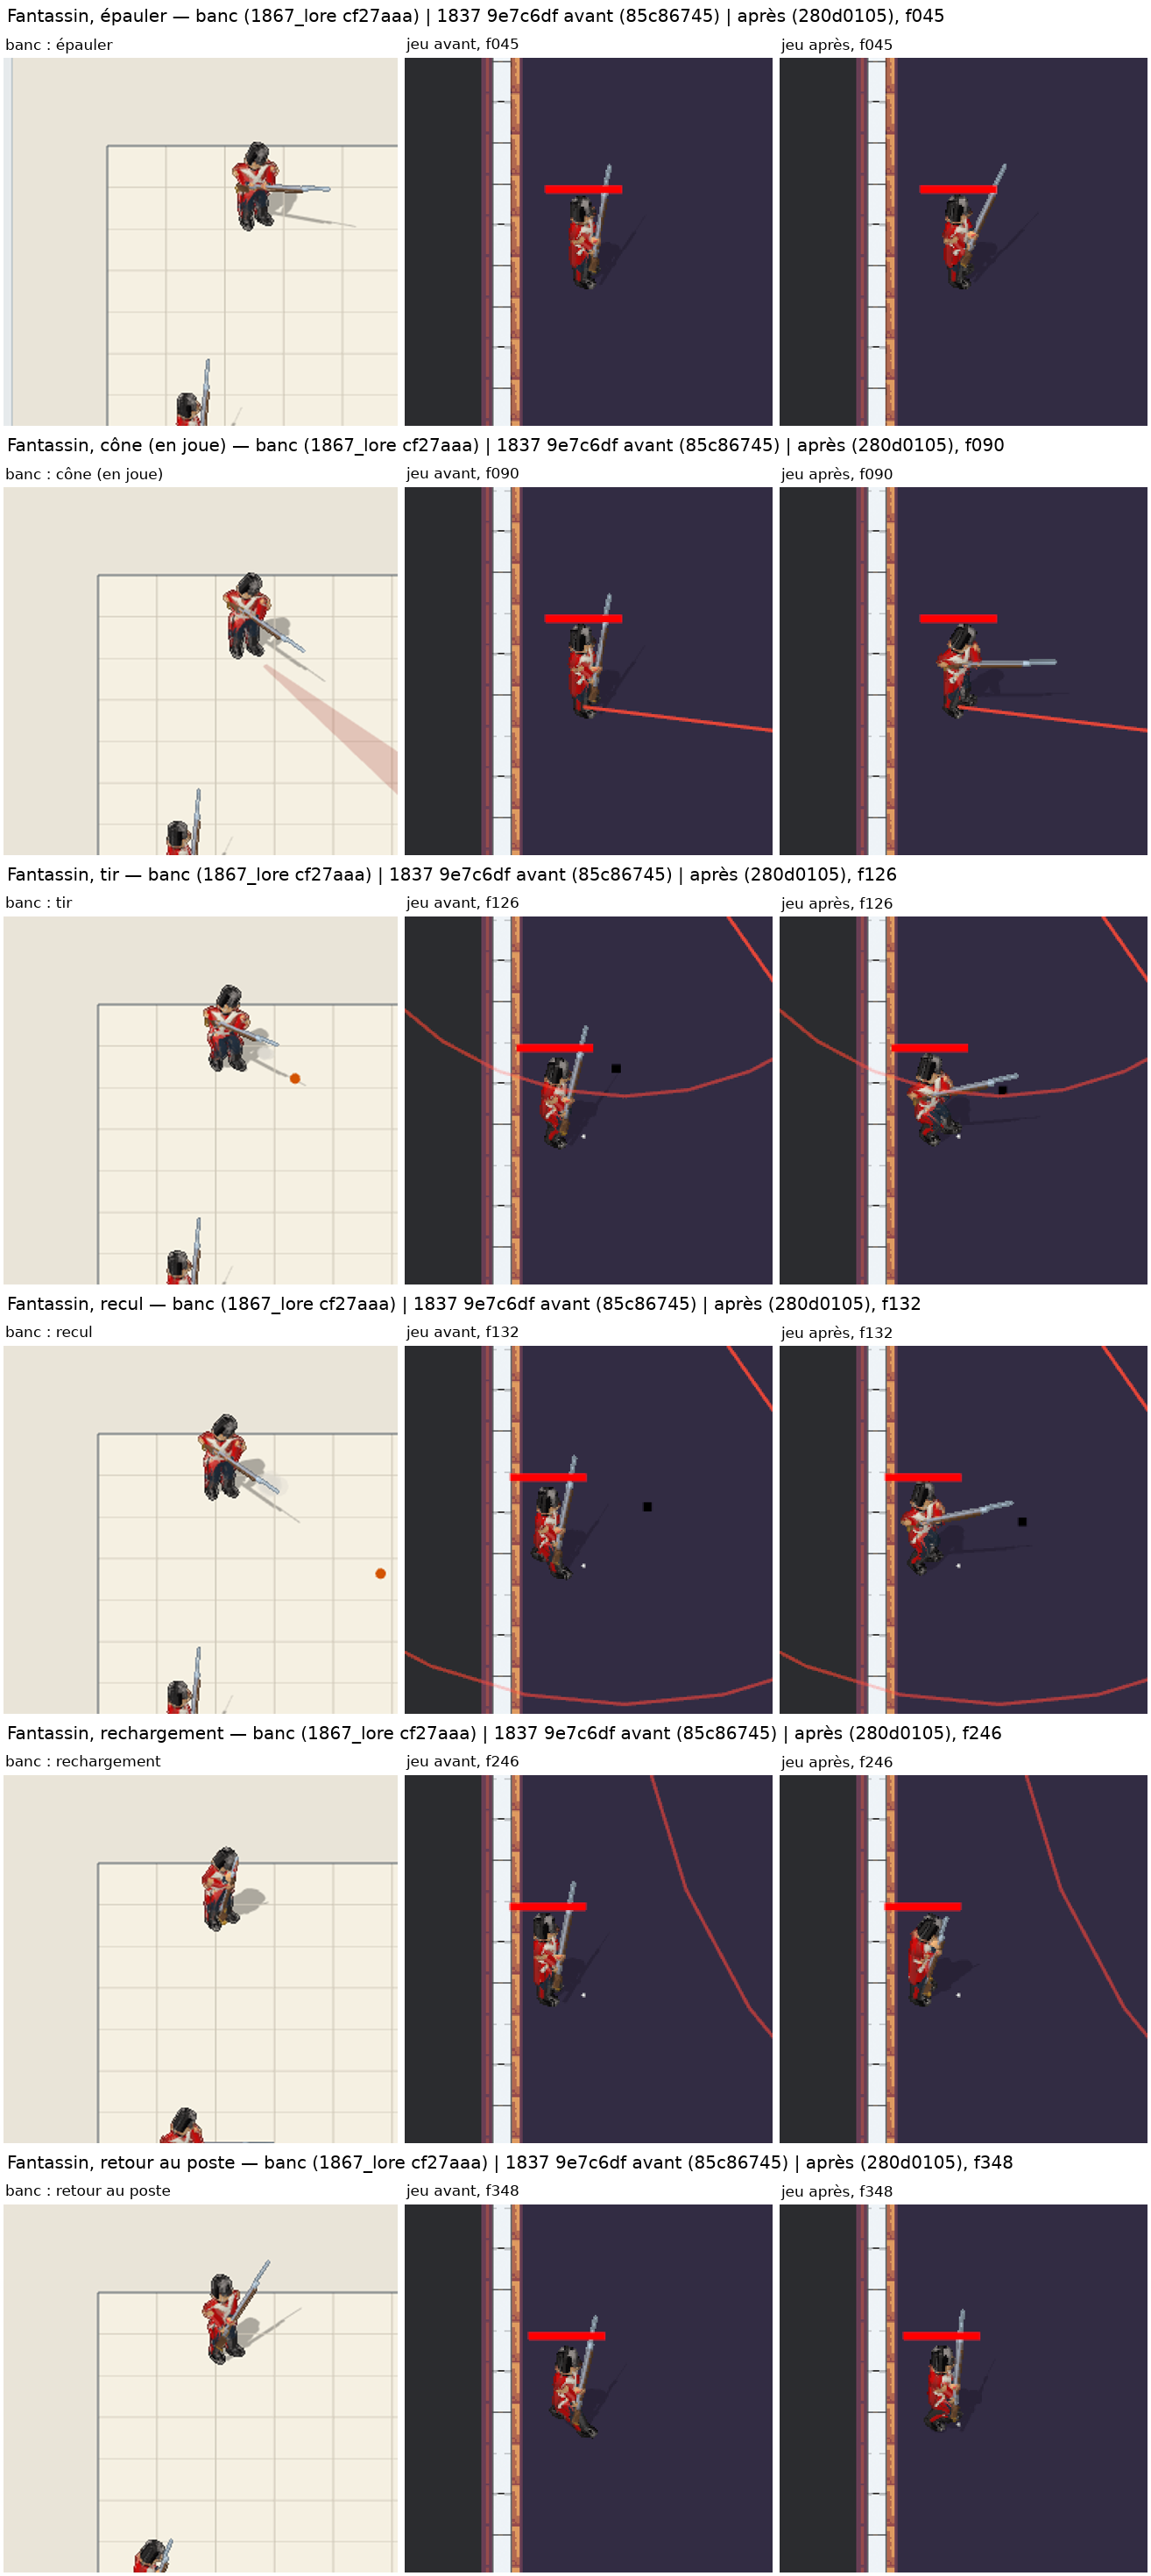 Fantassin, épauler — banc (1867_lore cf27aaa) | 1837 9e7c6df avant (85c86745) | après (280d0105), f045
banc : épauler
jeu avant, f045
jeu après, f045
Fantassin, cône (en joue) — banc (1867_lore cf27aaa) | 1837 9e7c6df avant (85c86745) | après (280d0105), f090
banc : cône (en joue)
jeu avant, f090
jeu après, f090
Fantassin, tir — banc (1867_lore cf27aaa) | 1837 9e7c6df avant (85c86745) | après (280d0105), f126
banc : tir
jeu avant, f126
jeu après, f126
Fantassin, recul — banc (1867_lore cf27aaa) | 1837 9e7c6df avant (85c86745) | après (280d0105), f132
banc : recul
jeu avant, f132
jeu après, f132
Fantassin, rechargement — banc (1867_lore cf27aaa) | 1837 9e7c6df avant (85c86745) | après (280d0105), f246
banc : rechargement
jeu avant, f246
jeu après, f246
Fantassin, retour au poste — banc (1867_lore cf27aaa) | 1837 9e7c6df avant (85c86745) | après (280d0105), f348
banc : retour au poste
jeu avant, f348
jeu après, f348